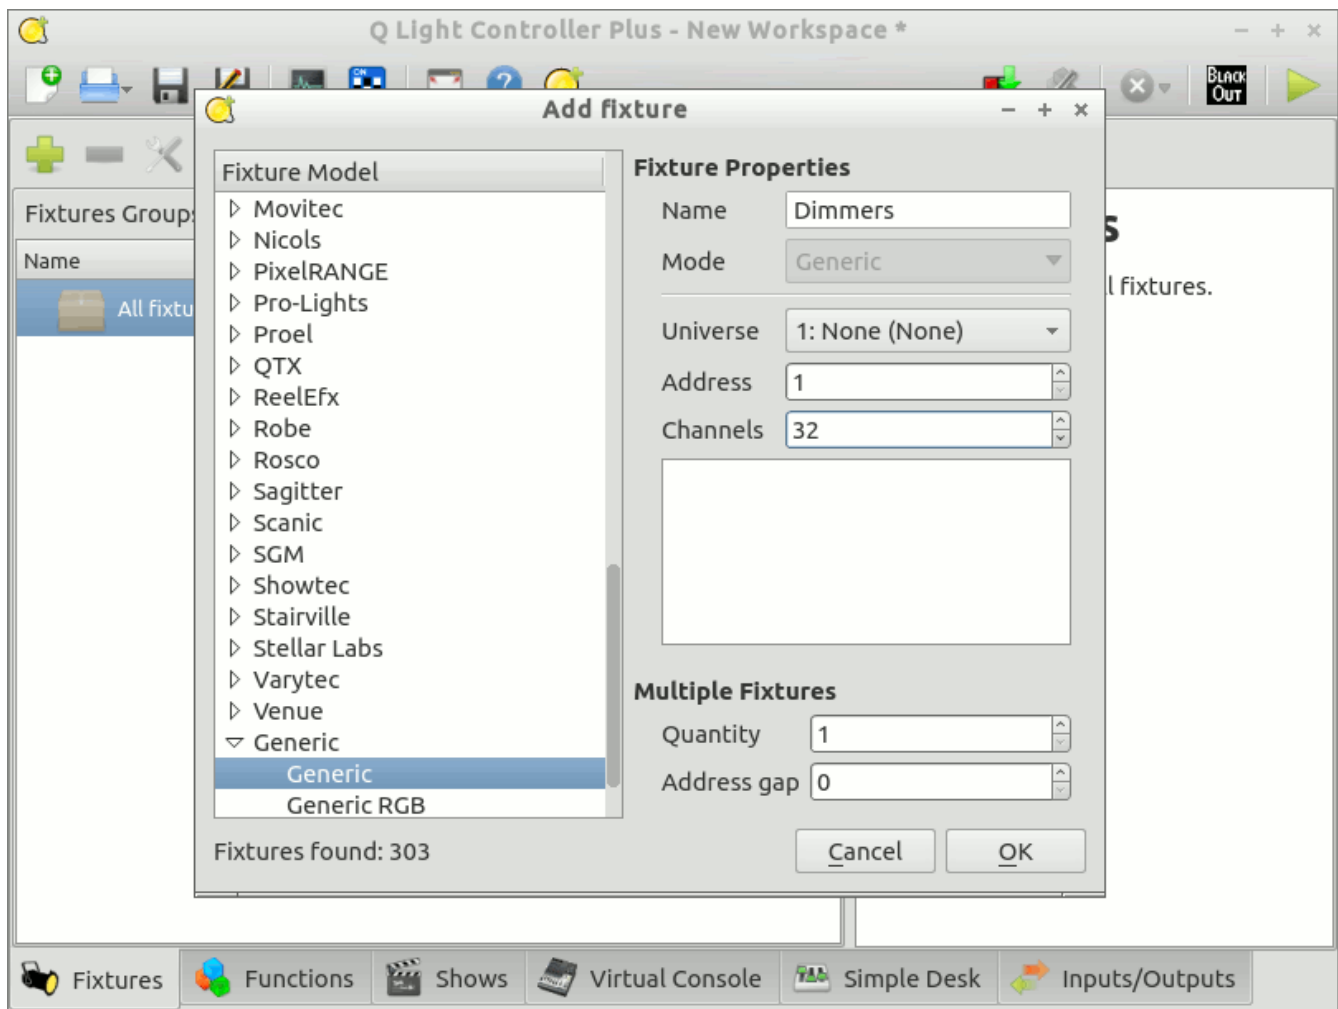 Q Light Controller Plus - New Workspace *
ON
?
BLACK OUT
Add fixture
Fixture Model
Fixture Properties
Fixtures Groups
Movitec
Name Dimmers
Nicols
Name
Mode Generic
PixelRANGE
All fixtu
l fixtures.
Pro-Lights
Proel
Universe 1: None (None)
QTX
Address 1
ReelEfx
Robe
Channels 32
Rosco
Sagitter
Scanic
SGM
Showtec
Stairville
Stellar Labs
Varytec
Multiple Fixtures
Venue
Quantity 1
Generic
Generic
Address gap 0
Generic RGB
Fixtures found: 303
Cancel
OK
Fixtures
Functions
Shows
Virtual Console
Simple Desk
Inputs/Outputs